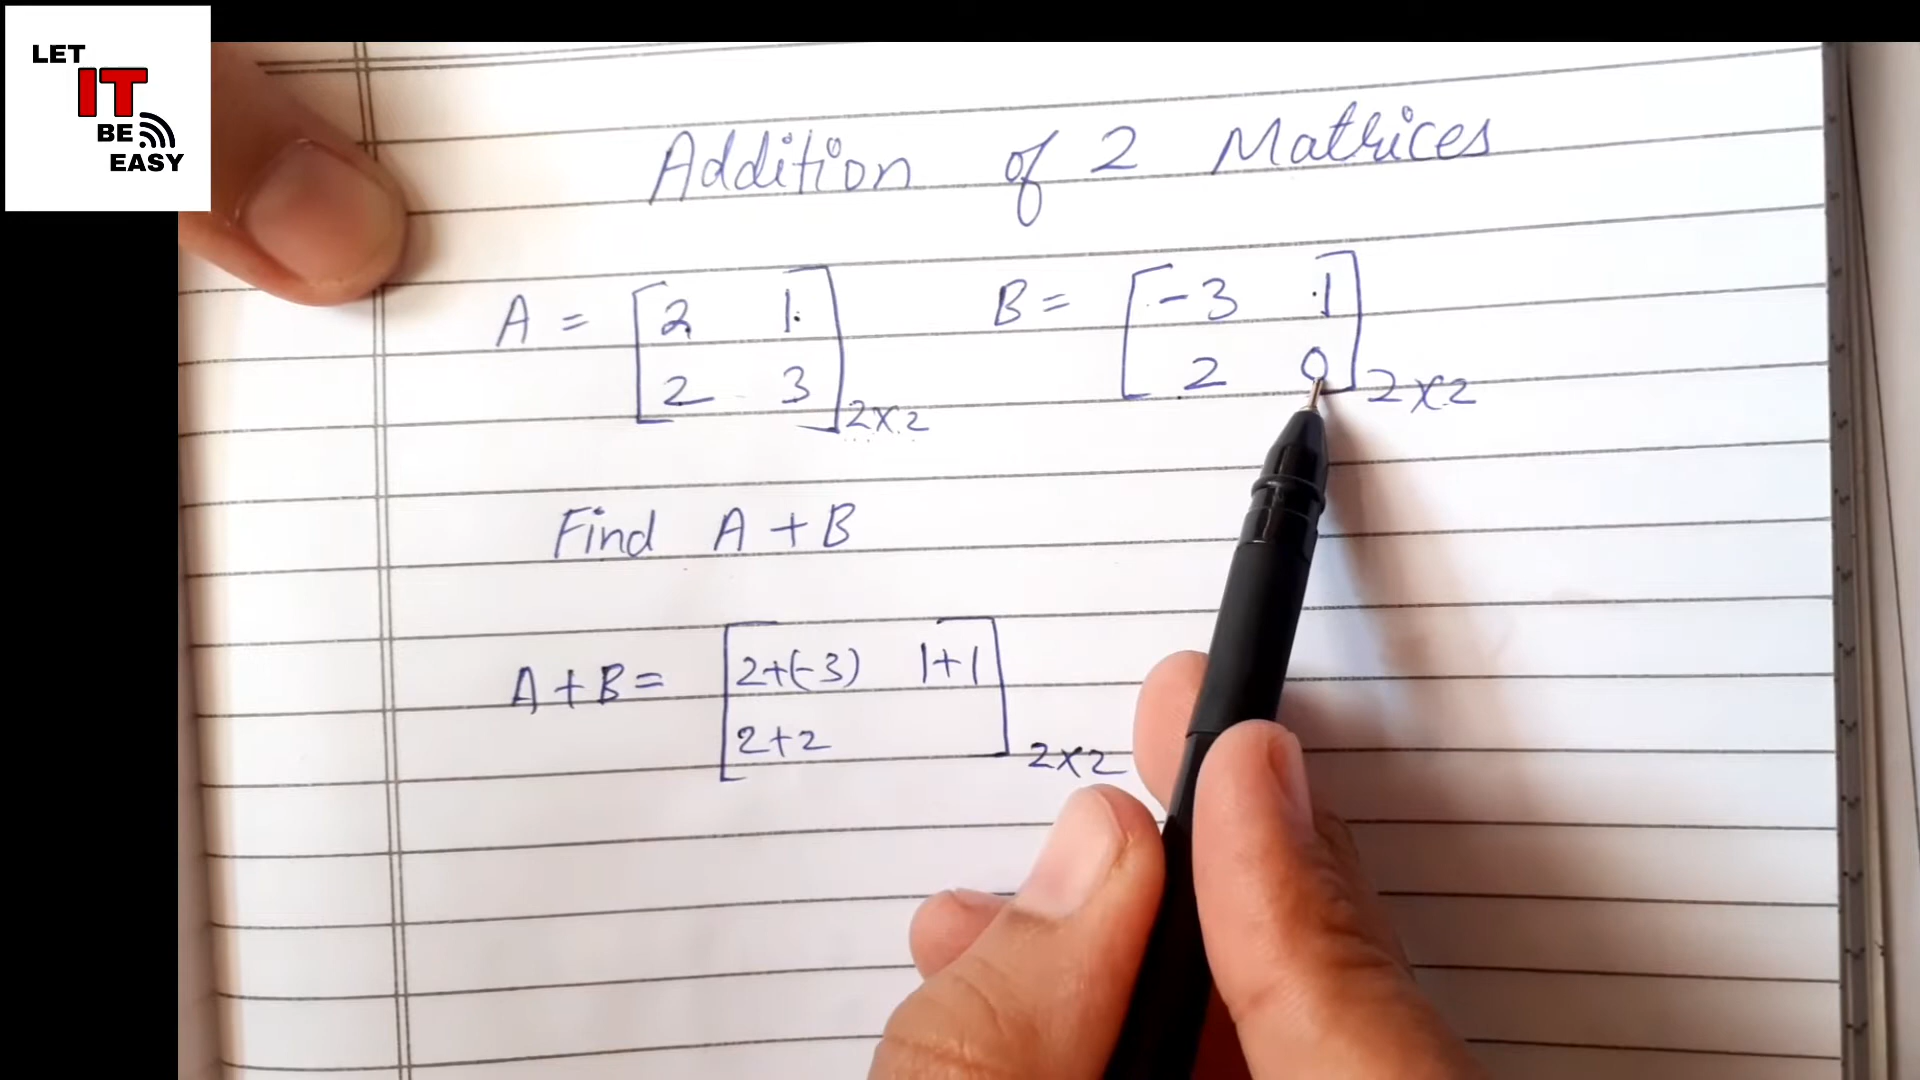 LET
IT
BE
EASY
Addition of 2 Matrices
A = [2 1 B = [-3 1
2 3]2x2 2 0]2x2
Find A + B
A + B = [2+(-3) 1+1
2+2 ]2x2